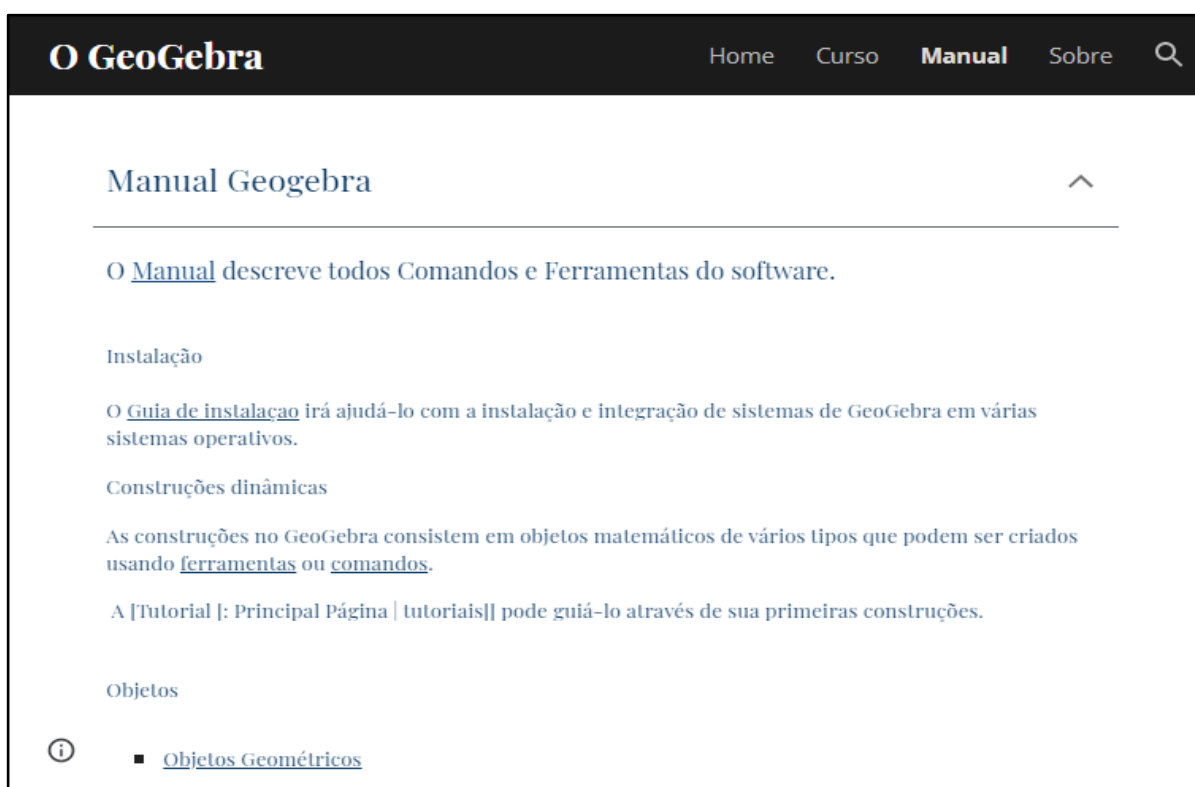 O GeoGebra Home Curso Manual Sobre
Manual Geogebra
O Manual descreve todos Comandos e Ferramentas do software.
Instalação
O Guia de instalaçao irá ajudá-lo com a instalação e integração de sistemas de GeoGebra em várias
sistemas operativos.
Construções dinâmicas
As construções no GeoGebra consistem em objetos matemáticos de vários tipos que podem ser criados
usando ferramentas ou comandos.
A [Tutorial [: Principal Página | tutoriais]] pode guiá-lo através de sua primeiras construções.
Objetos
Objetos Geométricos